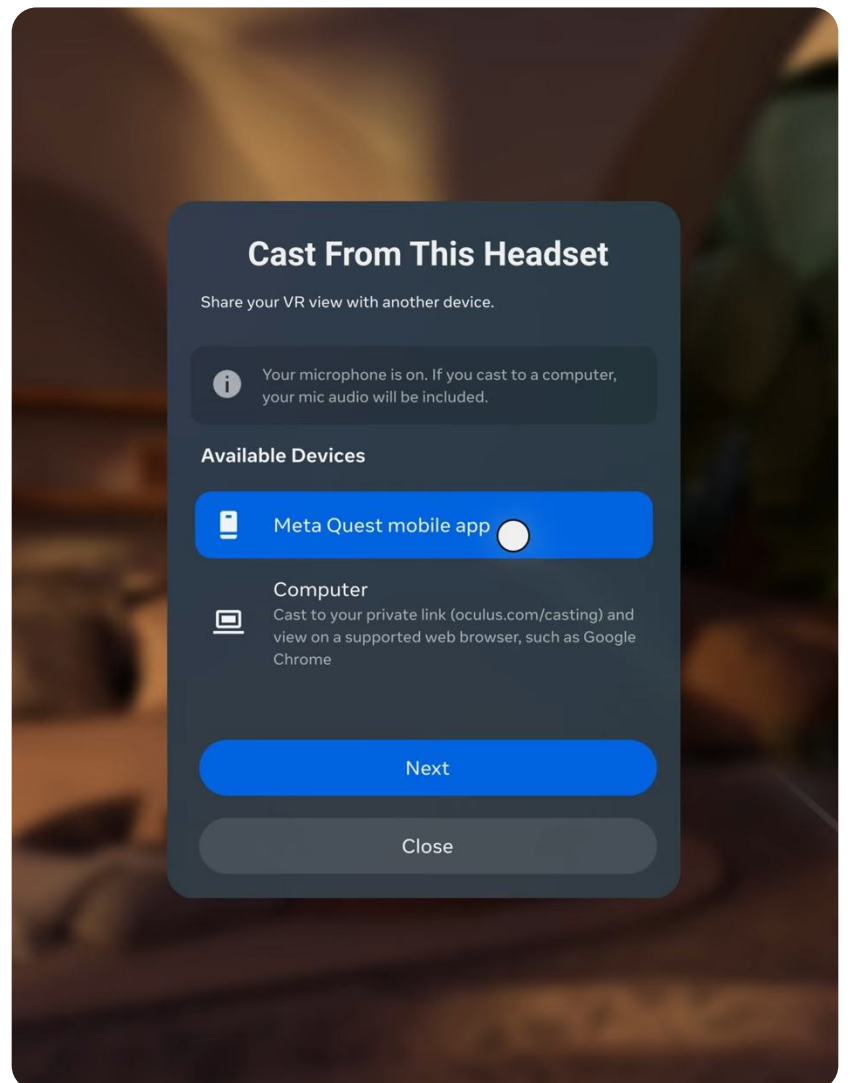 Cast From This Headset
Share your VR view with another device.
Your microphone is on. If you cast to a computer,
your mic audio will be included.
Available Devices
Meta Quest mobile app
Computer
Cast to your private link (oculus.com/casting) and
view on a supported web browser, such as Google
Chrome
Next
Close